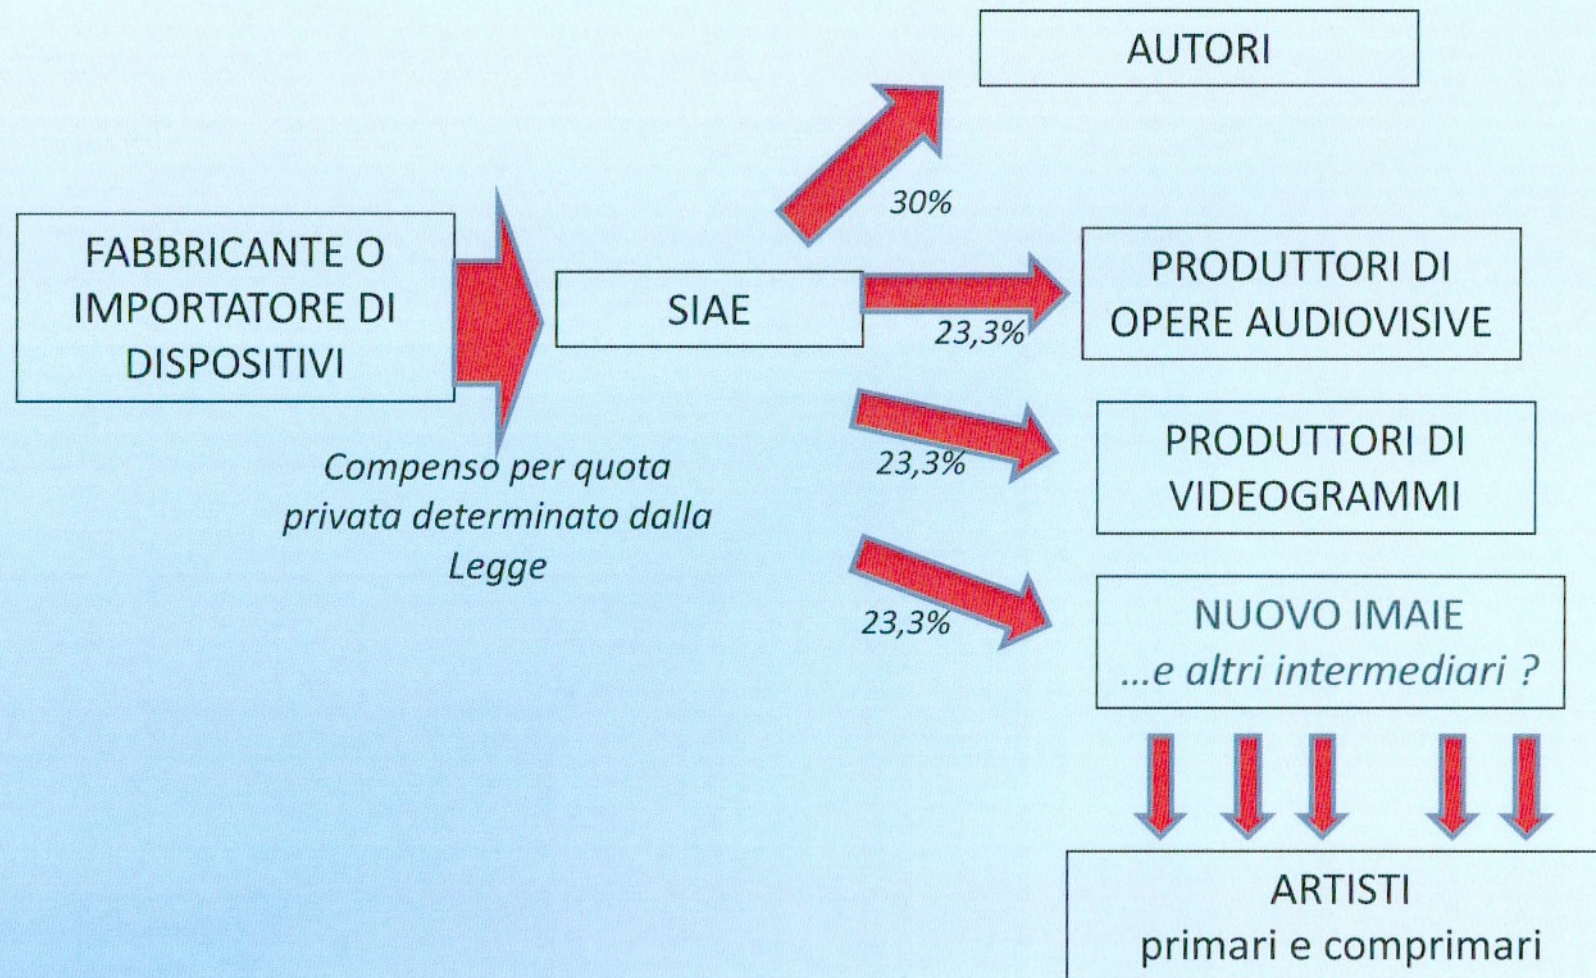 AUTORI
30%
FABBRICANTE O
IMPORTATORE DI
DISPOSITIVI
SIAE
PRODUTTORI DI
OPERE AUDIOVISIVE
23,3%
PRODUTTORI DI
VIDEOGRAMMI
23,3%
Compenso per quota
privata determinato dalla
Legge
NUOVO IMAIE
...e altri intermediari ?
23,3%
ARTISTI
primari e comprimari